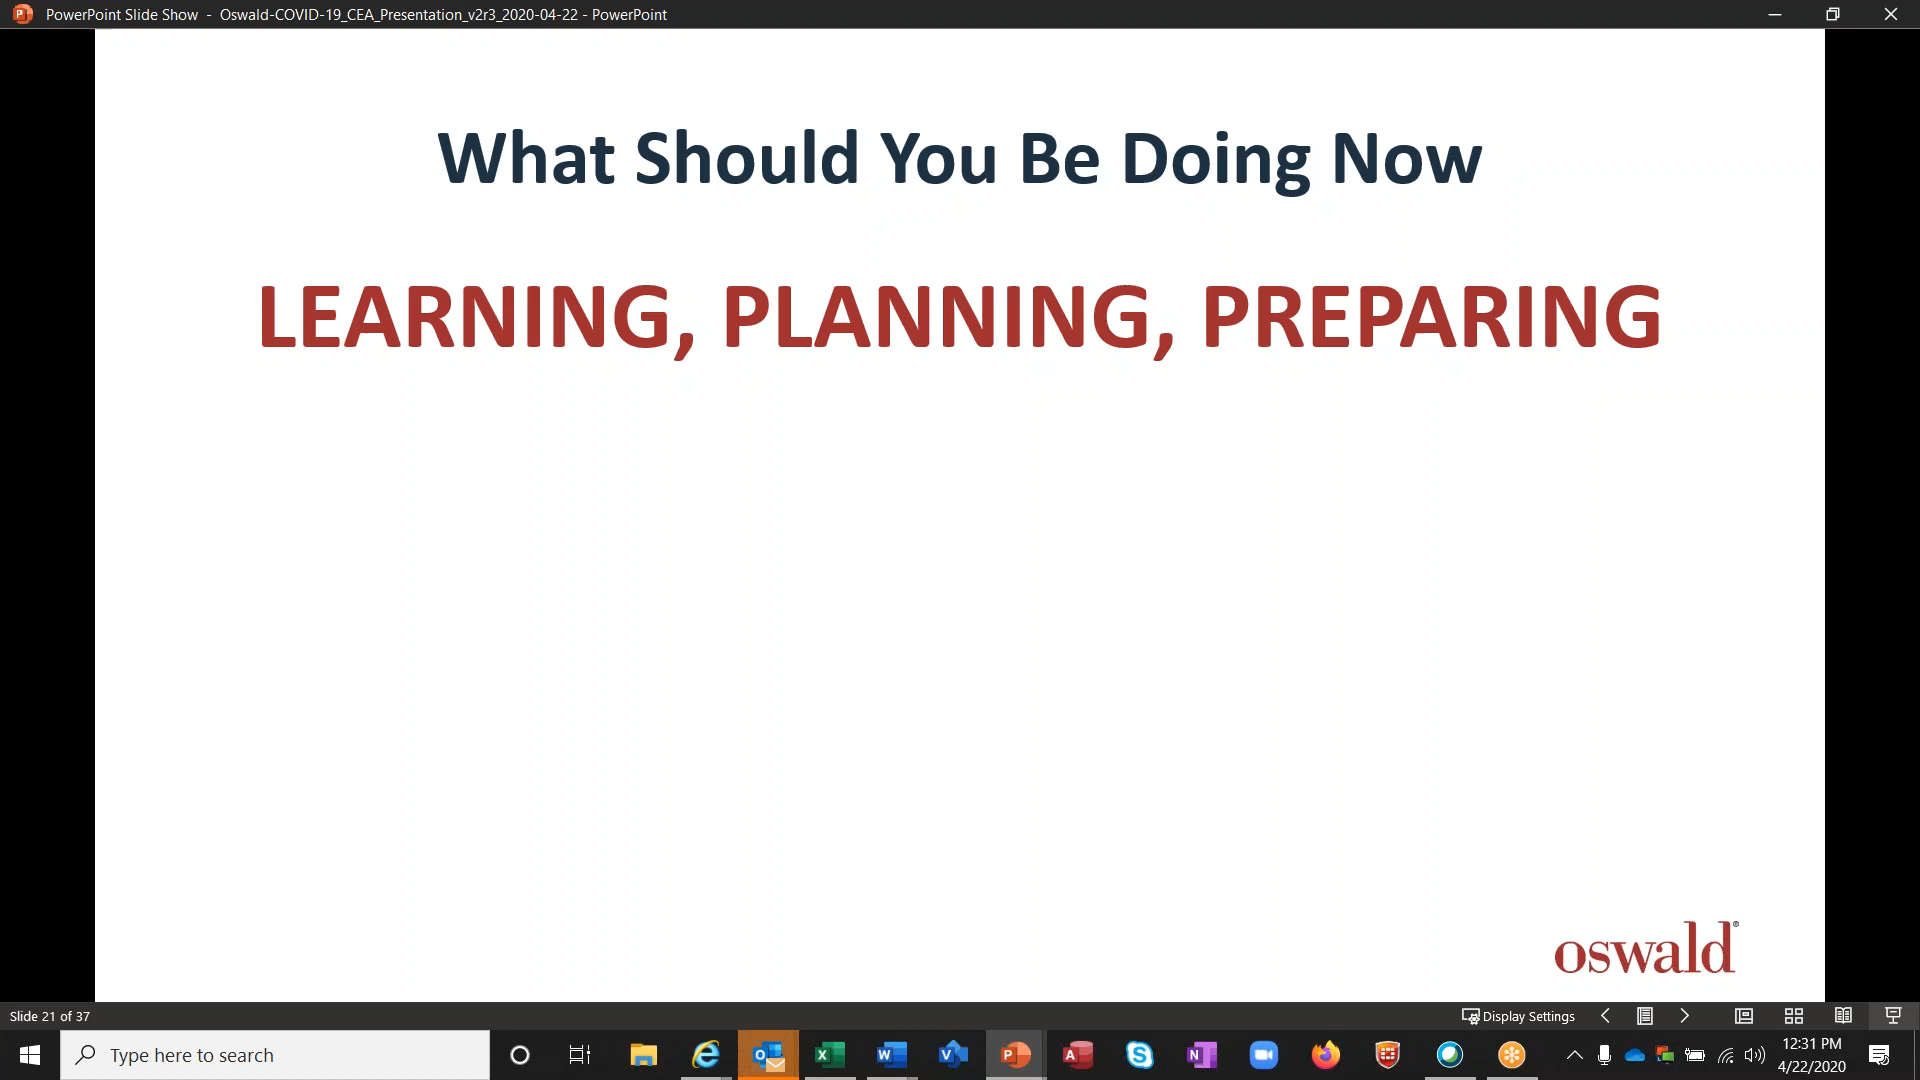 PowerPoint Slide Show - Oswald-COVID-19_CEA_Presentation_v2r3_2020-04-22 - PowerPoint
What Should You Be Doing Now
LEARNING, PLANNING, PREPARING
oswald®
Slide 21 of 37
Display Settings
Type here to search
12:31 PM
4/22/2020